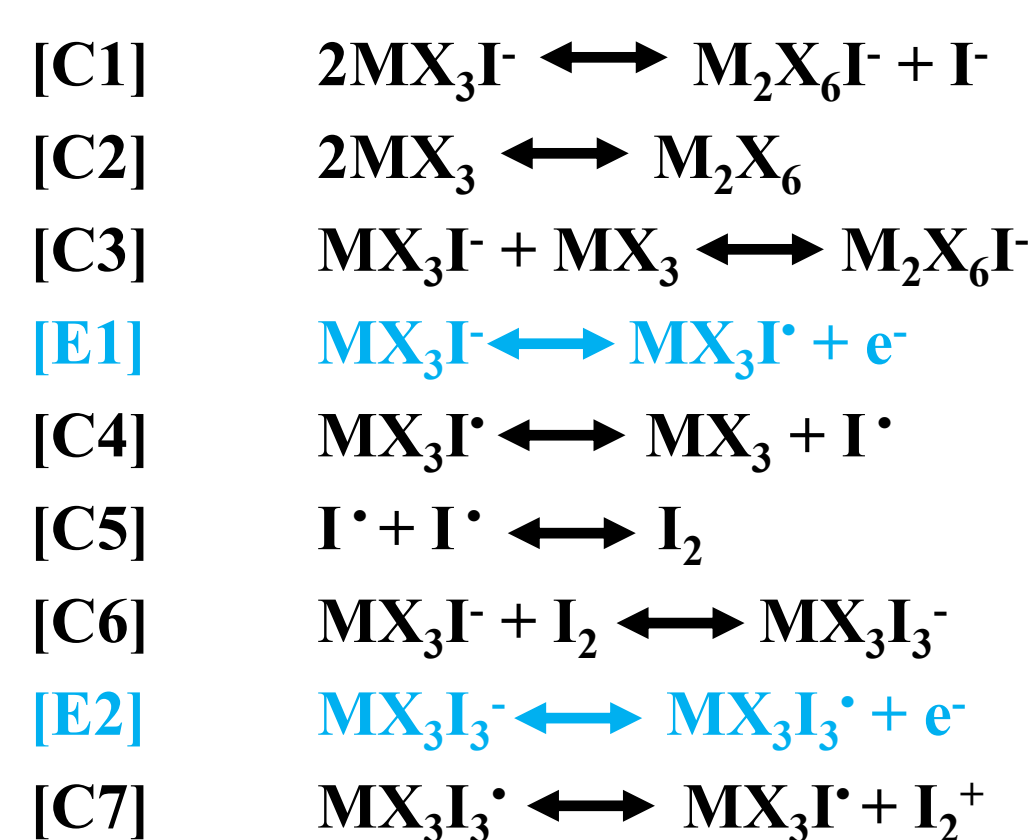 [C1] 2MX₃I⁻ ⟷ M₂X₆I⁻ + I⁻
[C2] 2MX₃ ⟷ M₂X₆
[C3] MX₃I⁻ + MX₃ ⟷ M₂X₆I⁻
[E1] MX₃I⁻ ⟷ MX₃I• + e⁻
[C4] MX₃I• ⟷ MX₃ + I •
[C5] I • + I • ⟷ I₂
[C6] MX₃I⁻ + I₂ ⟷ MX₃I₃⁻
[E2] MX₃I₃⁻ ⟷ MX₃I₃• + e⁻
[C7] MX₃I₃• ⟷ MX₃I• + I₂⁺